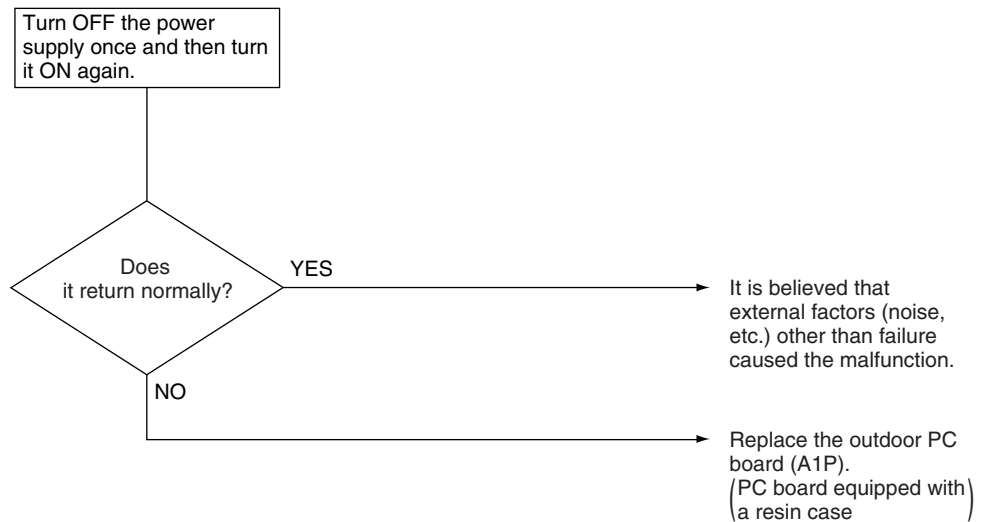 Turn OFF the power
supply once and then turn
it ON again.
Does
it return normally?
YES
It is believed that
external factors (noise,
etc.) other than failure
caused the malfunction.
NO
Replace the outdoor PC
board (A1P).
(PC board equipped with
a resin case)